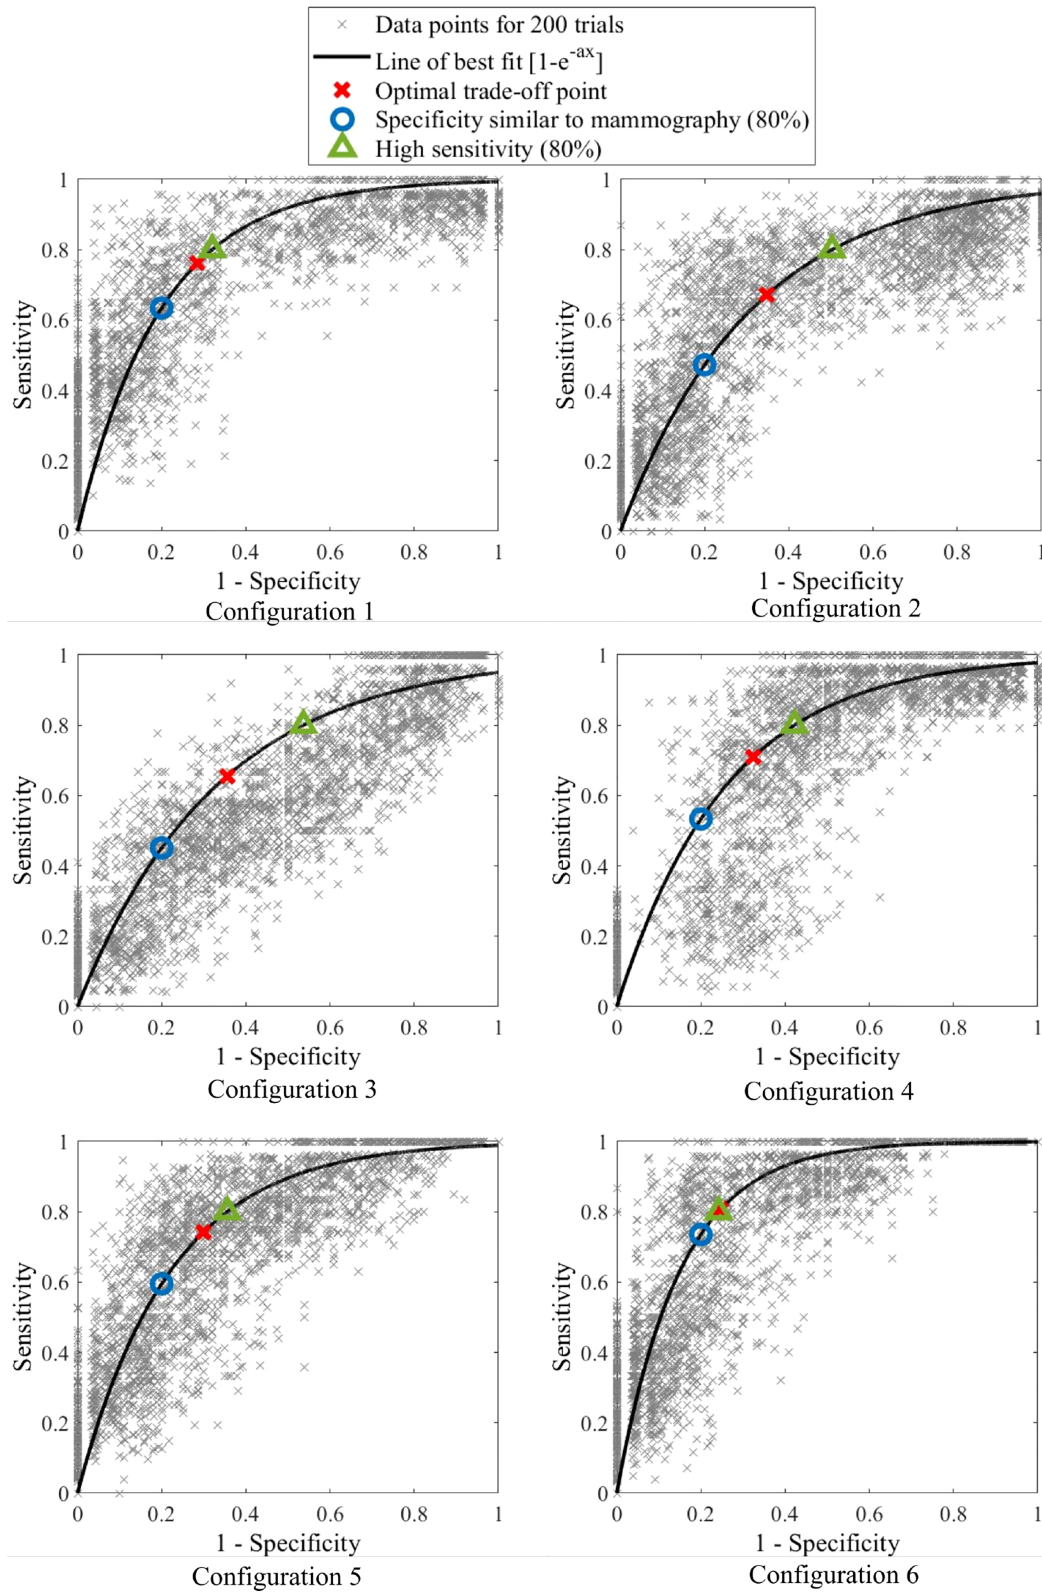 Data points for 200 trials
Line of best fit [1-e-ax]
Optimal trade-off point
Specificity similar to mammography (80%)
High sensitivity (80%)
1
0.8
0.6
0.4
0.2
0
Sensitivity
0 0.2 0.4 0.6 0.8 1
1 - Specificity
Configuration 1
1
0.8
0.6
0.4
0.2
0
Sensitivity
0 0.2 0.4 0.6 0.8 1
1 - Specificity
Configuration 2
1
0.8
0.6
0.4
0.2
0
Sensitivity
0 0.2 0.4 0.6 0.8 1
1 - Specificity
Configuration 3
1
0.8
0.6
0.4
0.2
0
Sensitivity
0 0.2 0.4 0.6 0.8 1
1 - Specificity
Configuration 4
1
0.8
0.6
0.4
0.2
0
Sensitivity
0 0.2 0.4 0.6 0.8 1
1 - Specificity
Configuration 5
1
0.8
0.6
0.4
0.2
0
Sensitivity
0 0.2 0.4 0.6 0.8 1
1 - Specificity
Configuration 6